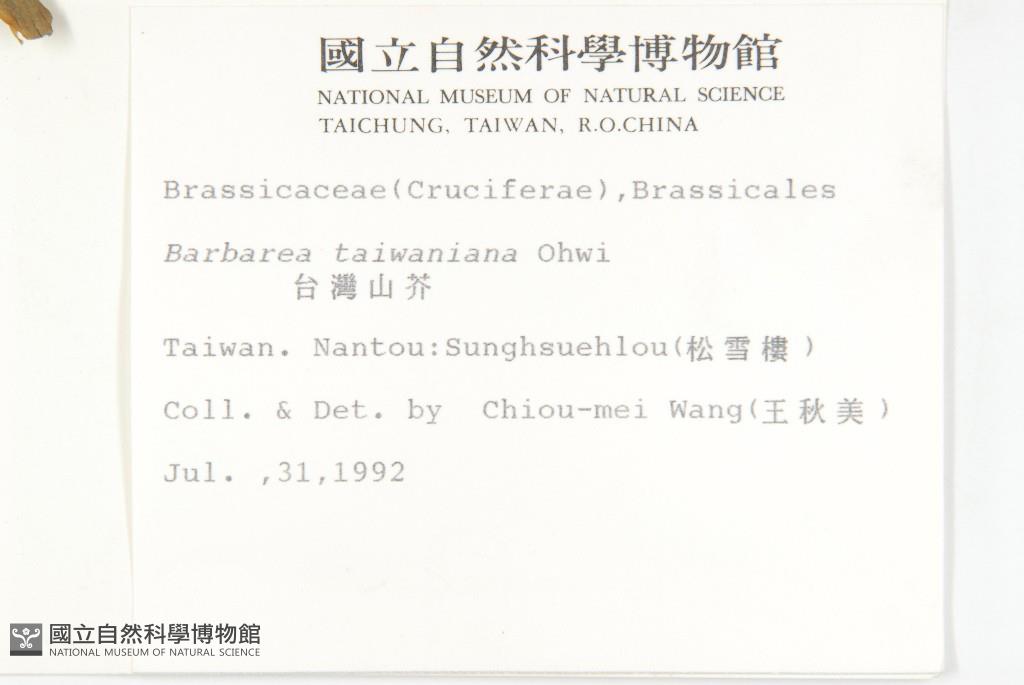 國立自然科學博物館
NATIONAL MUSEUM OF NATURAL SCIENCE
TAICHUNG, TAIWAN, R.O.CHINA
Brassicaceae(Cruciferae),Brassicales
Barbarea taiwaniana Ohwi
台灣山芥
Taiwan. Nantou:Sunghsuehlou(松雪樓)
Coll. & Det. by Chiou-mei Wang(王秋美)
Jul. ,31,1992
國立自然科學博物館
NATIONAL MUSEUM OF NATURAL SCIENCE